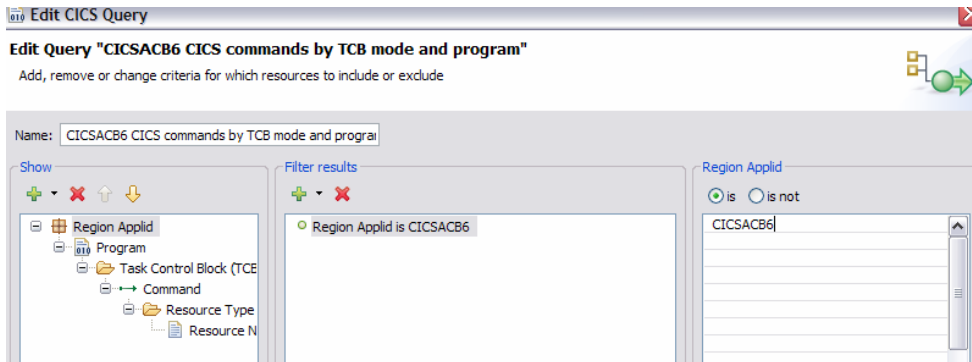 Edit CICS Query
Edit Query "CICSACB6 CICS commands by TCB mode and program"
Add, remove or change criteria for which resources to include or exclude
Name: CICSACB6 CICS commands by TCB mode and prograi
Show
Filter results
Region Applid
is is not
Region Applid
Region Applid is CICSACB6
CICSACB6
Program
Task Control Block (TCB
Command
Resource Type
Resource N